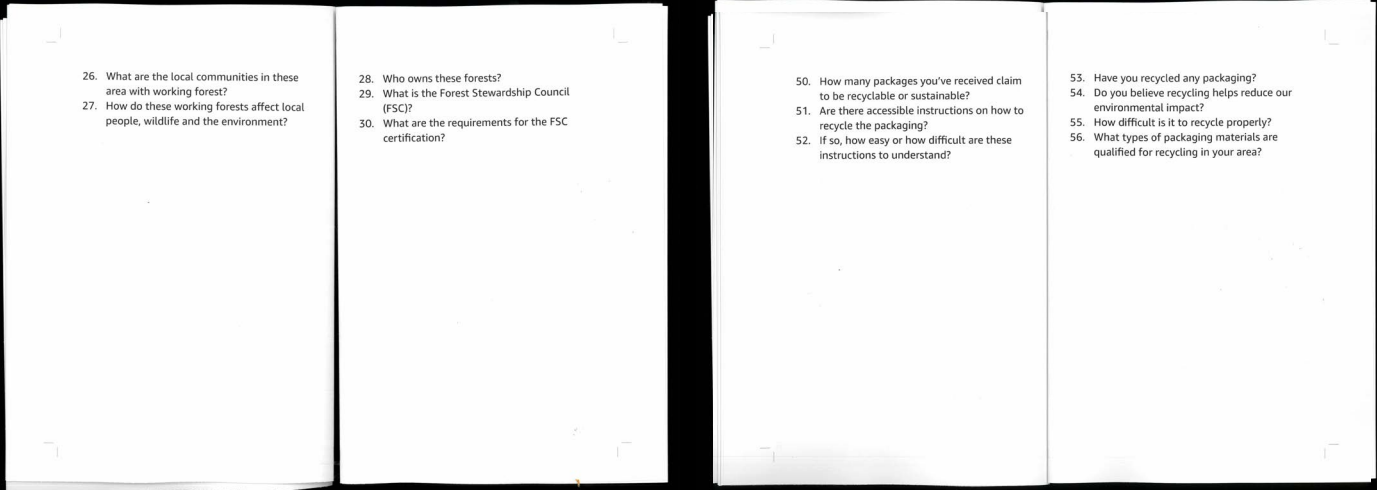 26. What are the local communities in these
area with working forest?
27. How do these working forests affect local
people, wildlife and the environment?
28. Who owns these forests?
29. What is the Forest Stewardship Council
(FSC)?
30. What are the requirements for the FSC
certification?
50. How many packages you've received claim
to be recyclable or sustainable?
51. Are there accessible instructions on how to
recycle the packaging?
52. If so, how easy or how difficult are these
instructions to understand?
53. Have you recycled any packaging?
54. Do you believe recycling helps reduce our
environmental impact?
55. How difficult is it to recycle properly?
56. What types of packaging materials are
qualified for recycling in your area?